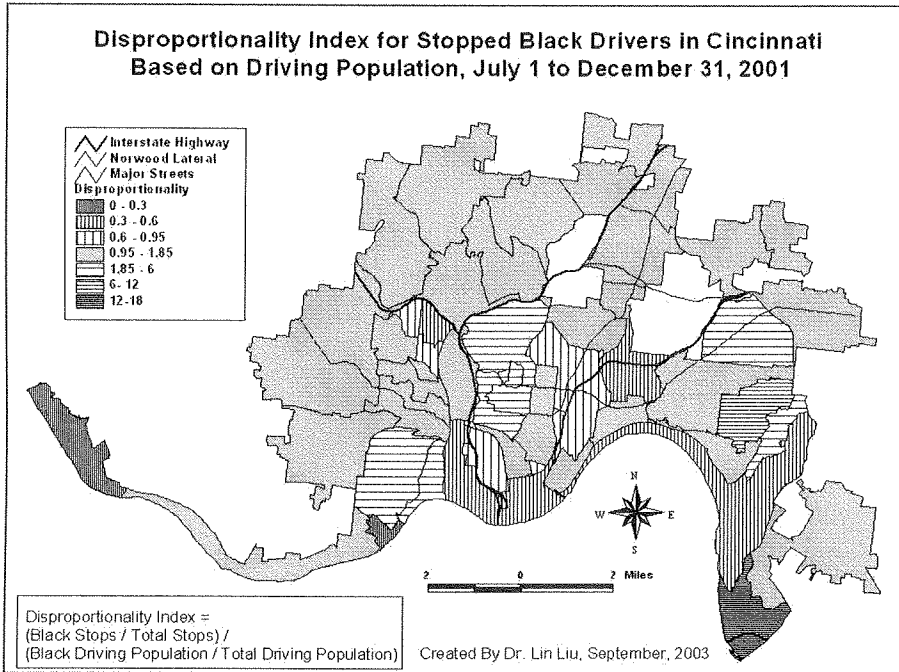 Disproportionality Index for Stopped Black Drivers in Cincinnati
Based on Driving Population, July 1 to December 31, 2001
Interstate Highway
Norwood Lateral
Major Streets
Disproportionality
0 - 0.3
0.3 - 0.6
0.6 - 0.95
0.95 - 1.85
1.85 - 6
6 - 12
12 - 18
N
W
E
S
2 0 2 Miles
Disproportionality Index =
(Black Stops / Total Stops) /
(Black Driving Population / Total Driving Population)
Created By Dr. Lin Liu, September, 2003